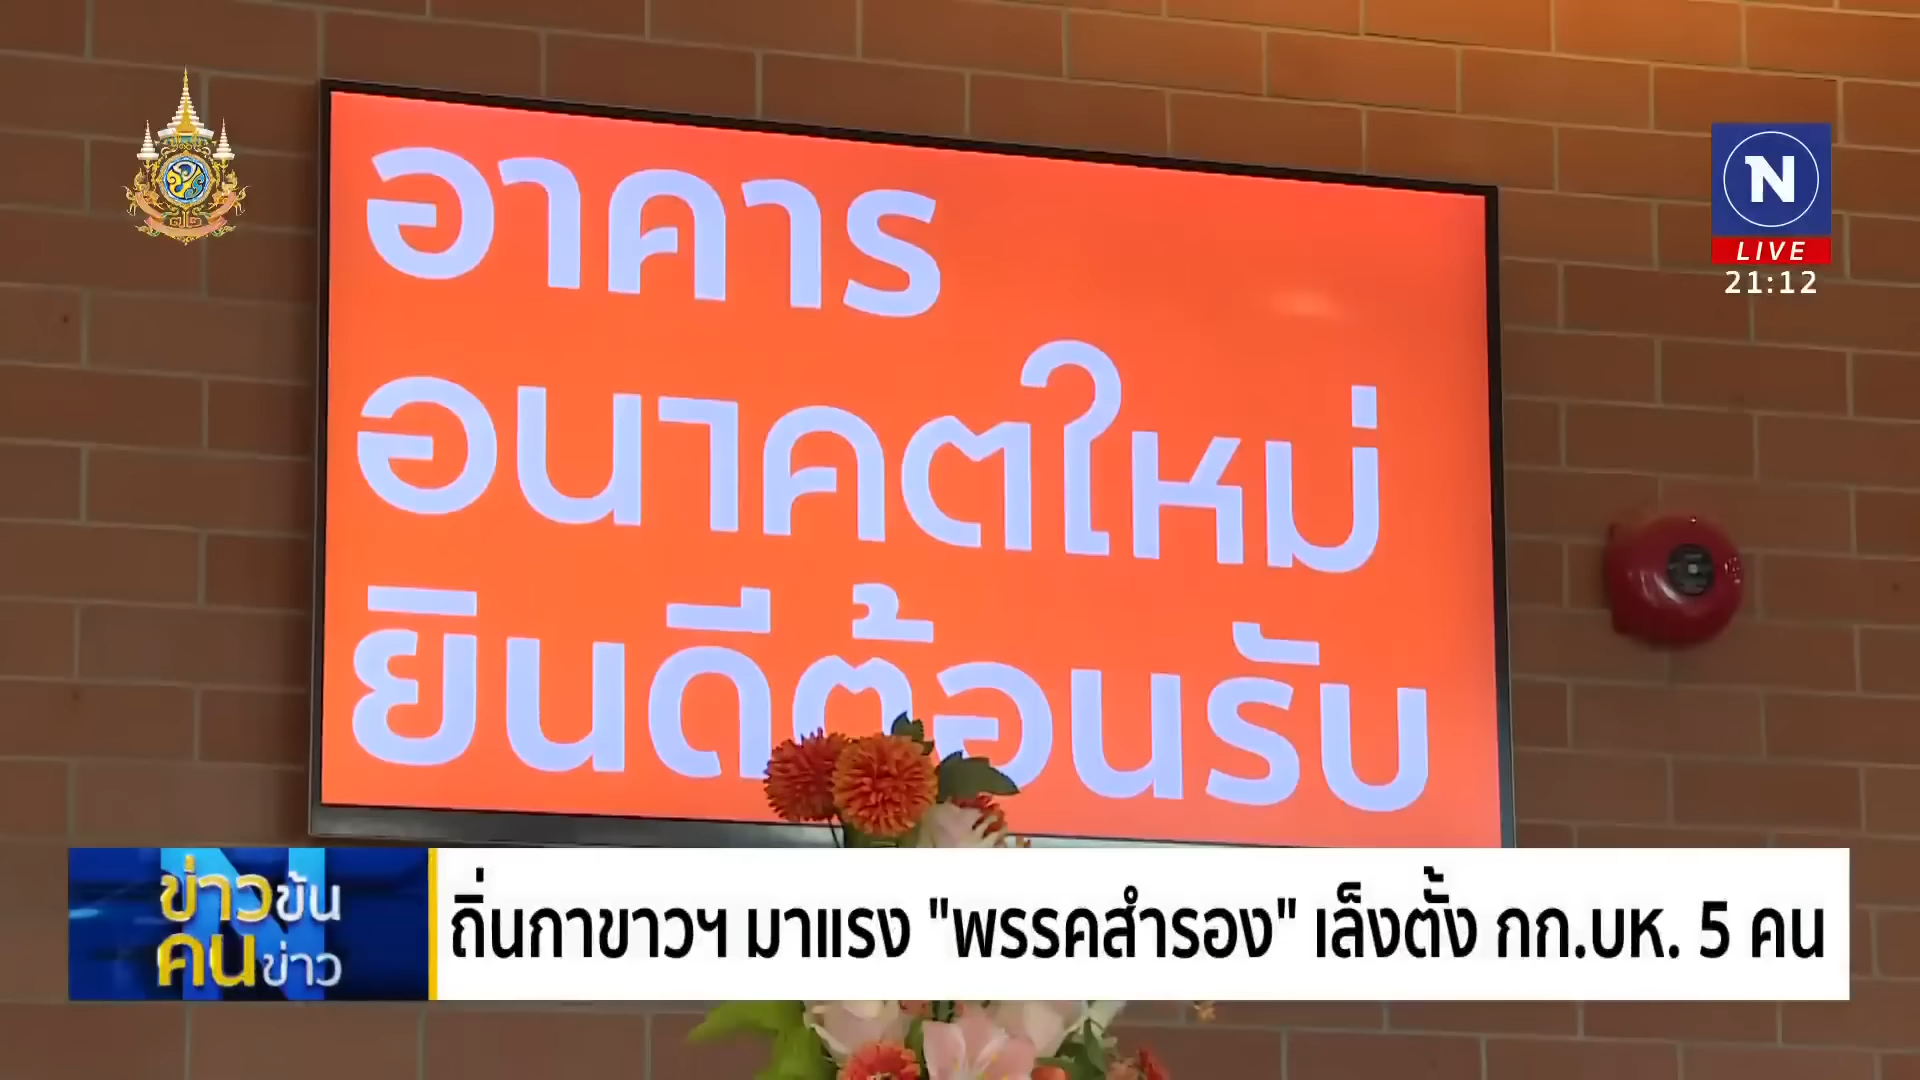 อาคาร
อนาคตใหม่
ยินดีต้อนรับ
N
LIVE
21:12
ข่าวข้น
คนข่าว
ถิ่นกาขาวฯ มาแรง "พรรคสำรอง" เล็งตั้ง กก.บห. 5 คน